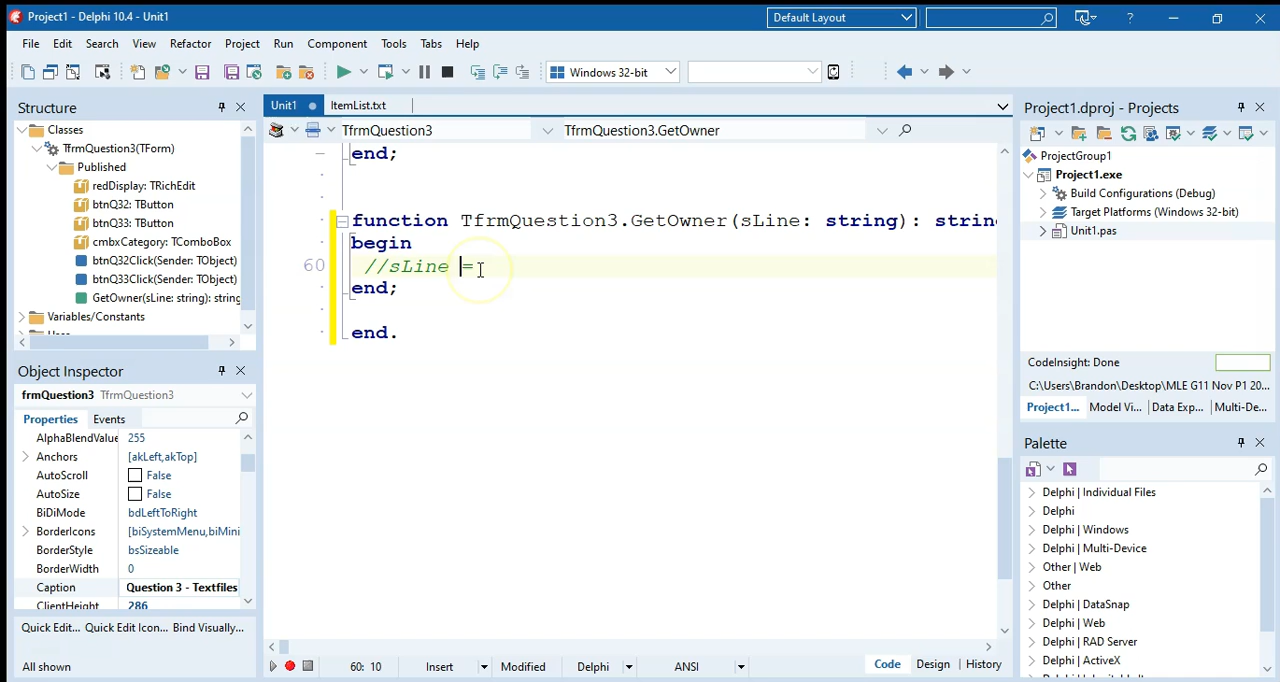 Project1 - Delphi 10.4 - Unit1
Default Layout
?
File Edit Search View Refactor Project Run Component Tools Tabs Help
Windows 32-bit
Structure
Classes
TfrmQuestion3(TForm)
Published
redDisplay: TRichEdit
btnQ32: TButton
btnQ33: TButton
cmbxCategory: TComboBox
btnQ32Click(Sender: TObject)
btnQ33Click(Sender: TObject)
GetOwner(sLine: string): string
Variables/Constants
Object Inspector
frmQuestion3 TfrmQuestion3
Properties Events
AlphaBlendValue 255
Anchors [akLeft,akTop]
AutoScroll False
AutoSize False
BiDiMode bdLeftToRight
BorderIcons [biSystemMenu,biMini
BorderStyle bsSizeable
BorderWidth 0
Caption Question 3 - Textfiles
ClientHeight 286
Quick Edit... Quick Edit Icon... Bind Visually...
All shown
Unit1 ItemList.txt
TfrmQuestion3 TfrmQuestion3.GetOwner
end;
function TfrmQuestion3.GetOwner(sLine: string): string
begin
60 //sLine =
end;
end.
60: 10 Insert Modified Delphi ANSI Code Design History
Project1.dproj - Projects
ProjectGroup1
Project1.exe
Build Configurations (Debug)
Target Platforms (Windows 32-bit)
Unit1.pas
CodeInsight: Done
C:\Users\Brandon\Desktop\MLE G11 Nov P1 20...
Project1... Model Vi... Data Exp... Multi-De...
Palette
Delphi | Individual Files
Delphi
Delphi | Windows
Delphi | Multi-Device
Other | Web
Other
Delphi | DataSnap
Delphi | Web
Delphi | RAD Server
Delphi | ActiveX